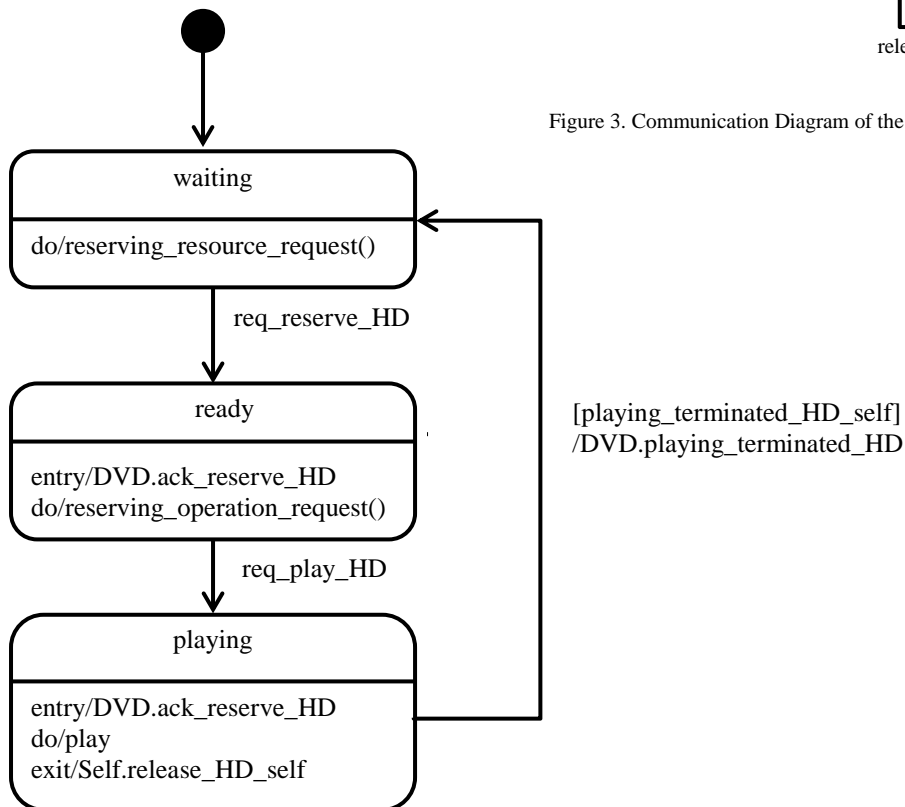 rele
Figure 3. Communication Diagram of the
waiting
do/reserving_resource_request()
req_reserve_HD
ready
entry/DVD.ack_reserve_HD
do/reserving_operation_request()
[playing_terminated_HD_self]
/DVD.playing_terminated_HD
req_play_HD
playing
entry/DVD.ack_reserve_HD
do/play
exit/Self.release_HD_self